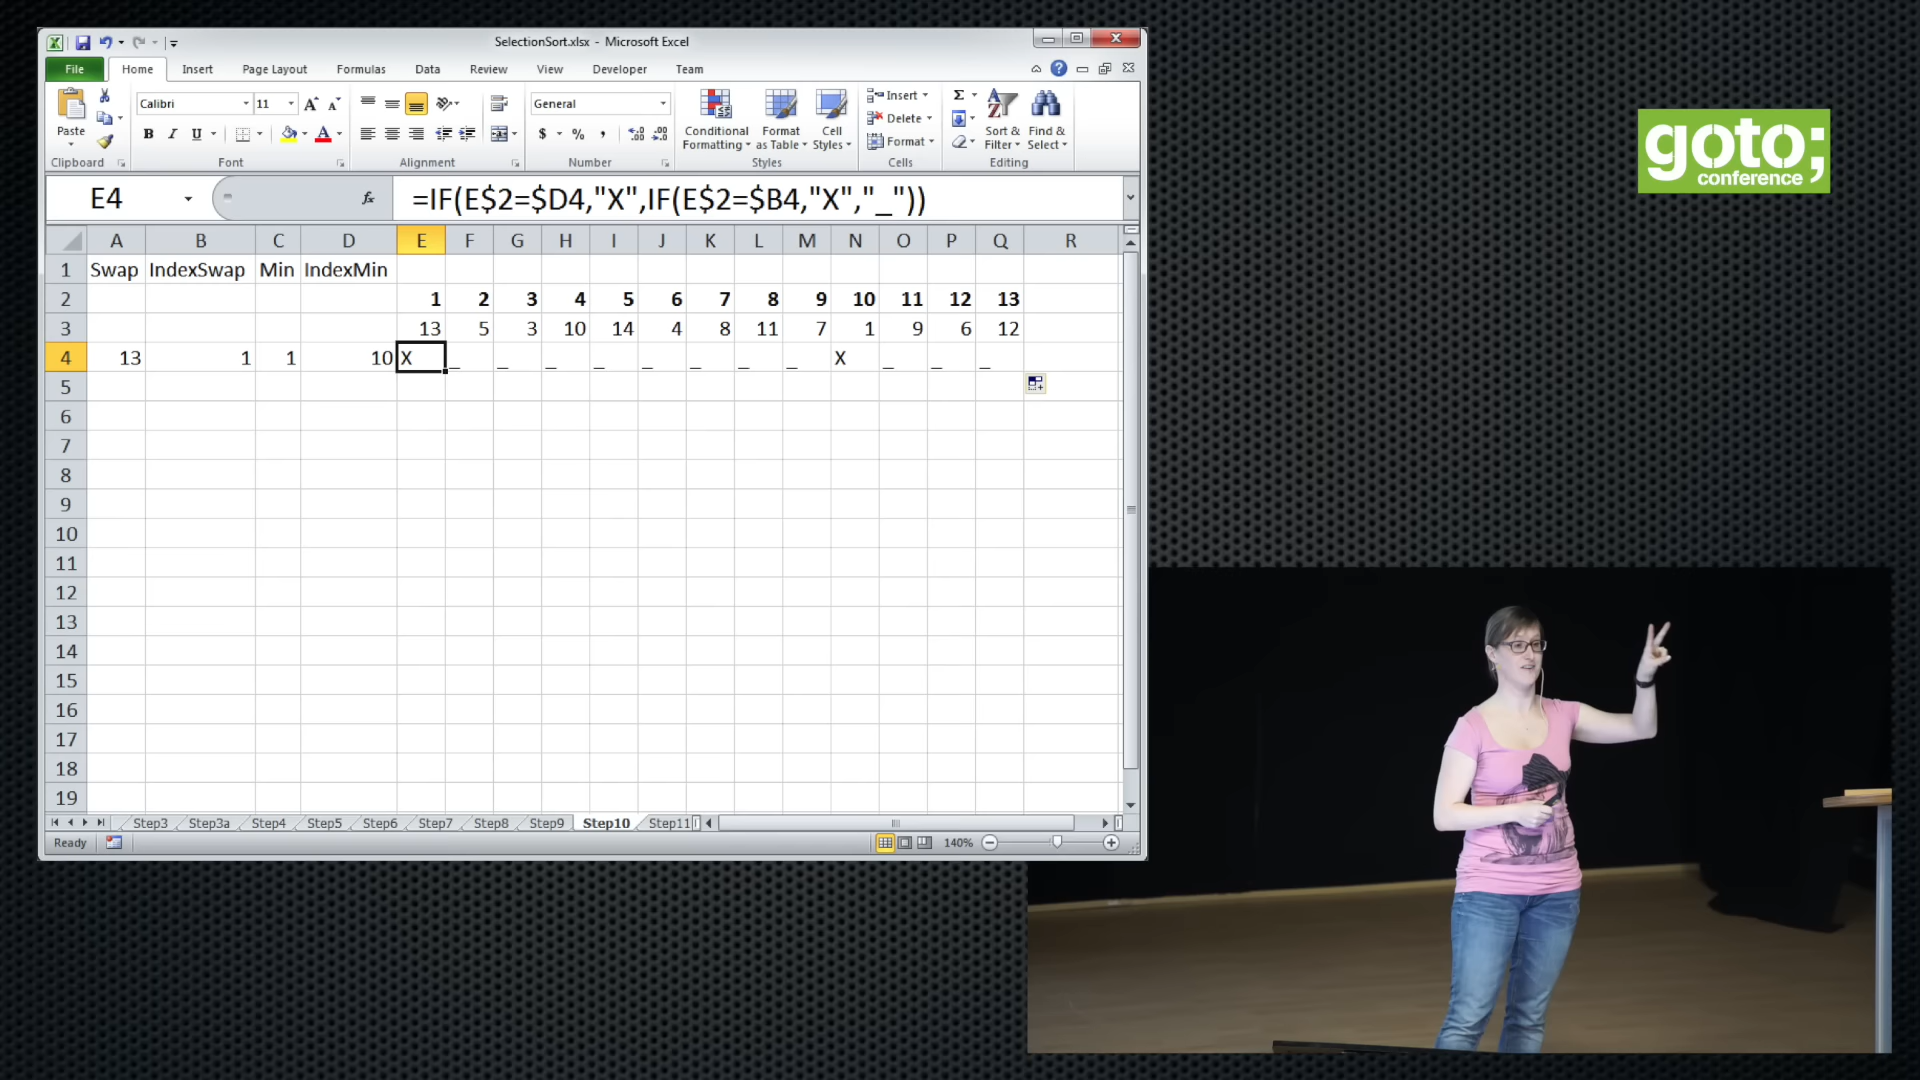 SelectionSort.xlsx - Microsoft Excel
File Home Insert Page Layout Formulas Data Review View Developer Team
Paste
Clipboard
Calibri 11
B I U A
Font
Alignment
General
$ % ,
Number
Conditional Formatting
Format as Table
Cell Styles
Styles
Insert
Delete
Format
Cells
Σ
Sort & Filter
Find & Select
Editing
E4 fx =IF(E$2=$D4,"X",IF(E$2=$B4,"X","_"))
A B C D E F G H I J K L M N O P Q R
1 Swap IndexSwap Min IndexMin
2 1 2 3 4 5 6 7 8 9 10 11 12 13
3 13 5 3 10 14 4 8 11 7 1 9 6 12
4 13 1 1 10 X _ _ _ _ _ _ _ _ X _ _ _
5
6
7
8
9
10
11
12
13
14
15
16
17
18
19
Step3 Step3a Step4 Step5 Step6 Step7 Step8 Step9 Step10 Step11
Ready 140%
goto;
conference